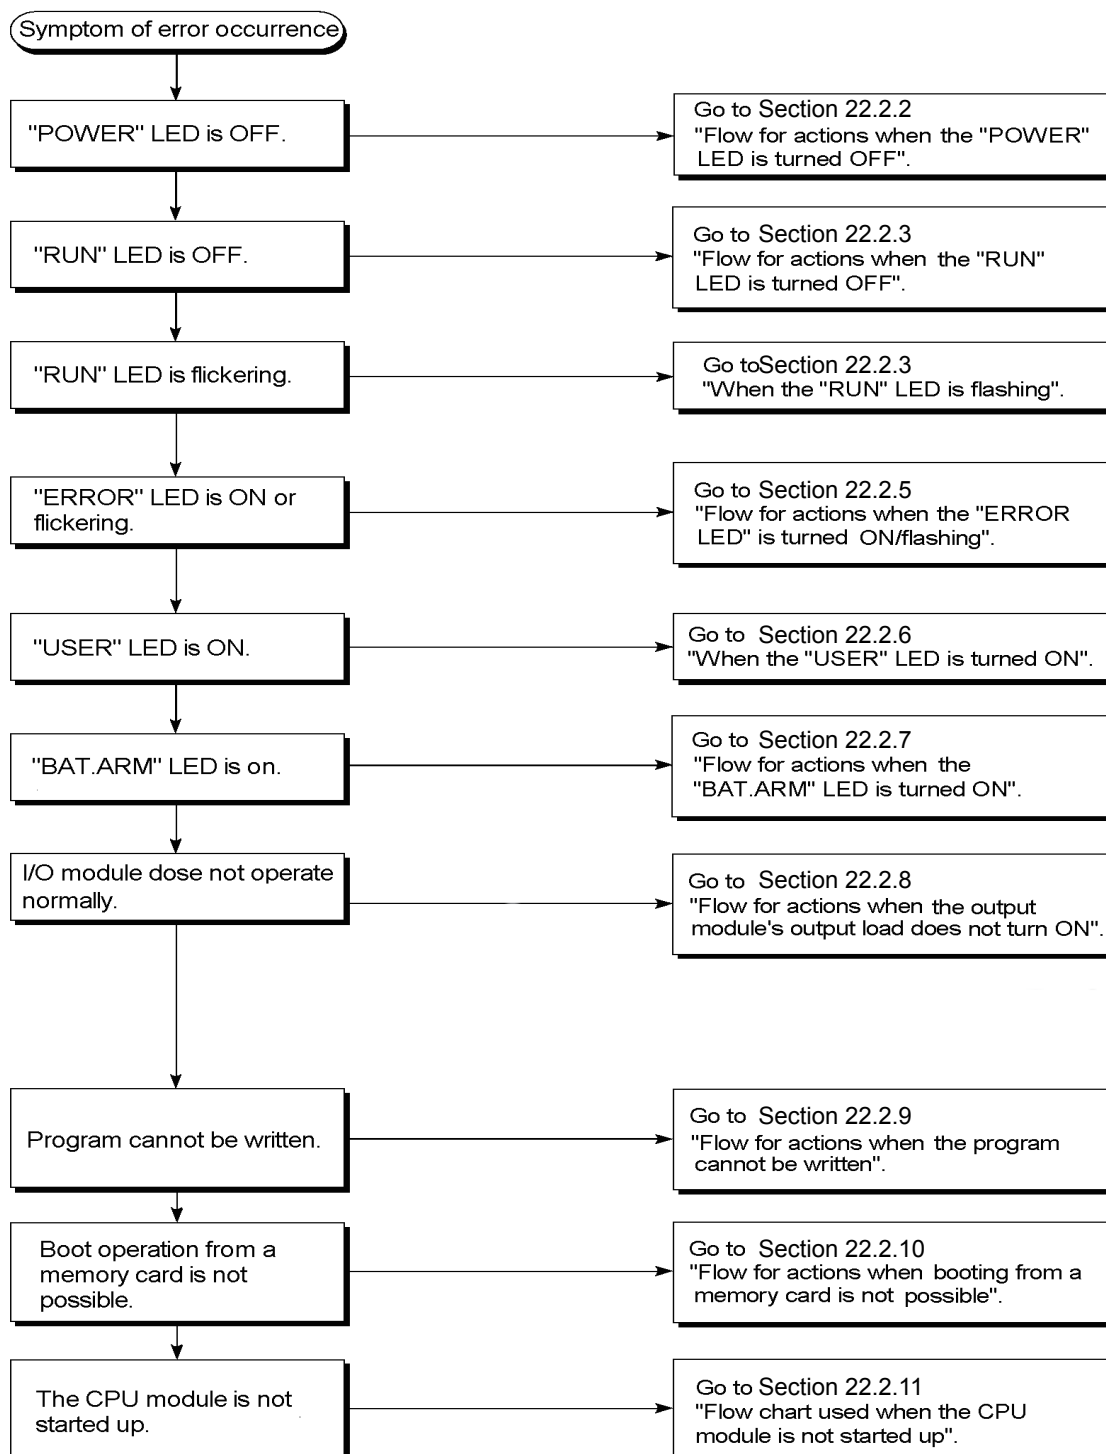 Symptom of error occurrence
"POWER" LED is OFF.
Go to Section 22.2.2
"Flow for actions when the "POWER"
LED is turned OFF".
"RUN" LED is OFF.
Go to Section 22.2.3
"Flow for actions when the "RUN"
LED is turned OFF".
"RUN" LED is flickering.
Go toSection 22.2.3
"When the "RUN" LED is flashing".
"ERROR" LED is ON or
flickering.
Go to Section 22.2.5
"Flow for actions when the "ERROR
LED" is turned ON/flashing".
"USER" LED is ON.
Go to Section 22.2.6
"When the "USER" LED is turned ON".
"BAT.ARM" LED is on.
Go to Section 22.2.7
"Flow for actions when the
"BAT.ARM" LED is turned ON".
I/O module dose not operate
normally.
Go to Section 22.2.8
"Flow for actions when the output
module's output load does not turn ON".
Program cannot be written.
Go to Section 22.2.9
"Flow for actions when the program
cannot be written".
Boot operation from a
memory card is not
possible.
Go to Section 22.2.10
"Flow for actions when booting from a
memory card is not possible".
The CPU module is not
started up.
Go to Section 22.2.11
"Flow chart used when the CPU
module is not started up".